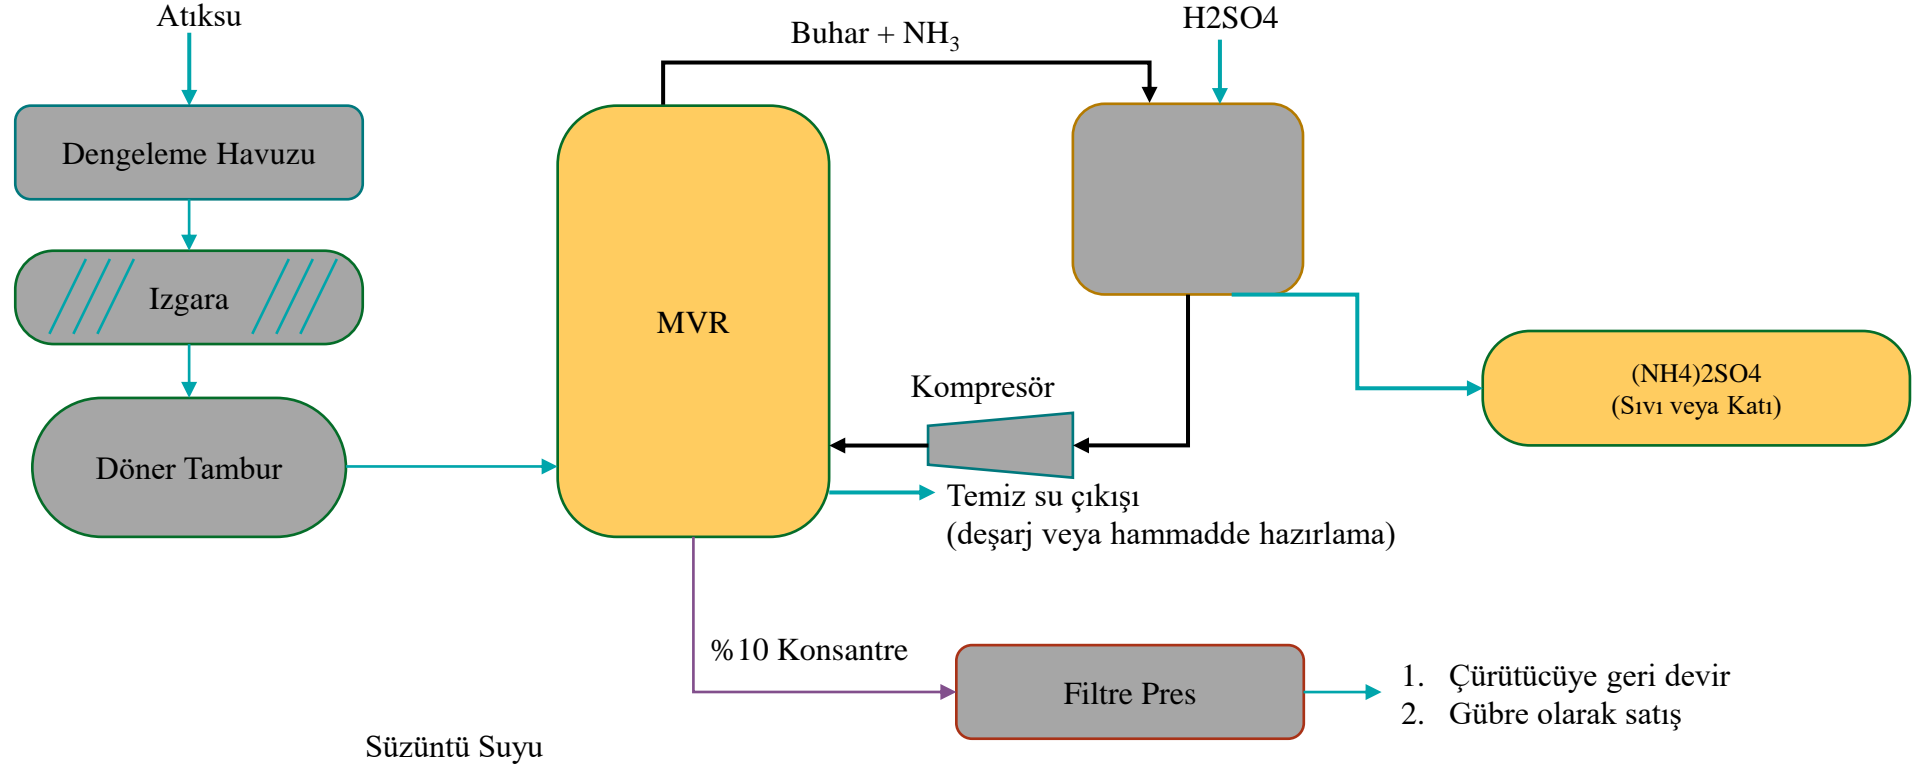 Atıksu
Dengeleme Havuzu
Izgara
Döner Tambur
MVR
Buhar + NH₃
H2SO4
Kompresör
Temiz su çıkışı
(deşarj veya hammadde hazırlama)
(NH4)2SO4
(Sıvı veya Katı)
%10 Konsantre
Filtre Pres
1. Çürütücüye geri devir
2. Gübre olarak satış
Süzüntü Suyu